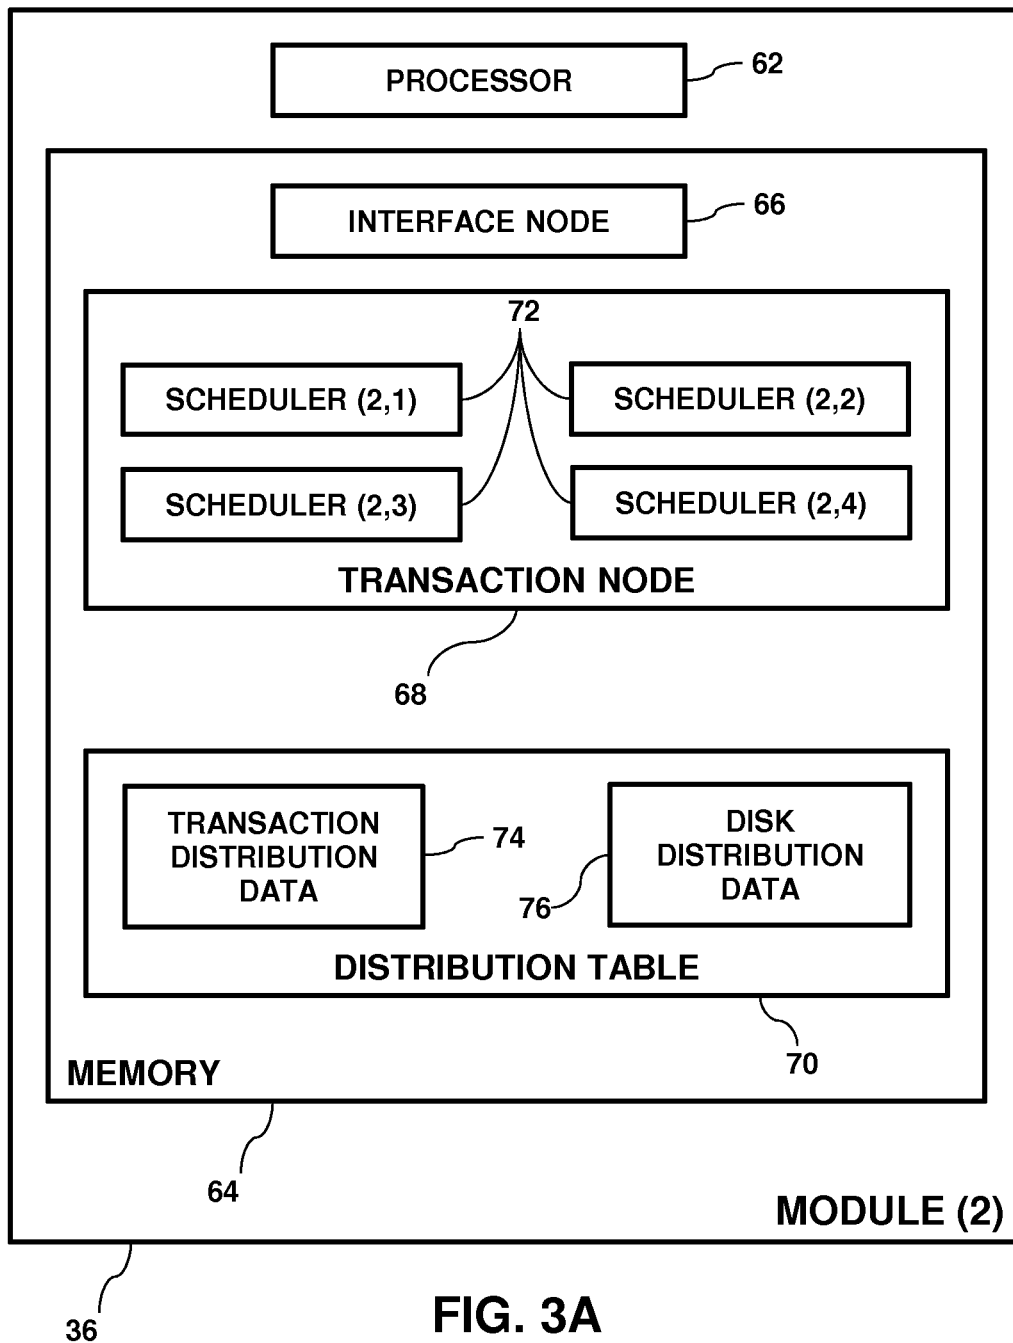 PROCESSOR
62
INTERFACE NODE
66
72
SCHEDULER (2,1)
SCHEDULER (2,2)
SCHEDULER (2,3)
SCHEDULER (2,4)
TRANSACTION NODE
68
TRANSACTION
DISTRIBUTION
DATA
74
DISK
DISTRIBUTION
DATA
76
DISTRIBUTION TABLE
70
MEMORY
64
MODULE (2)
36
FIG. 3A